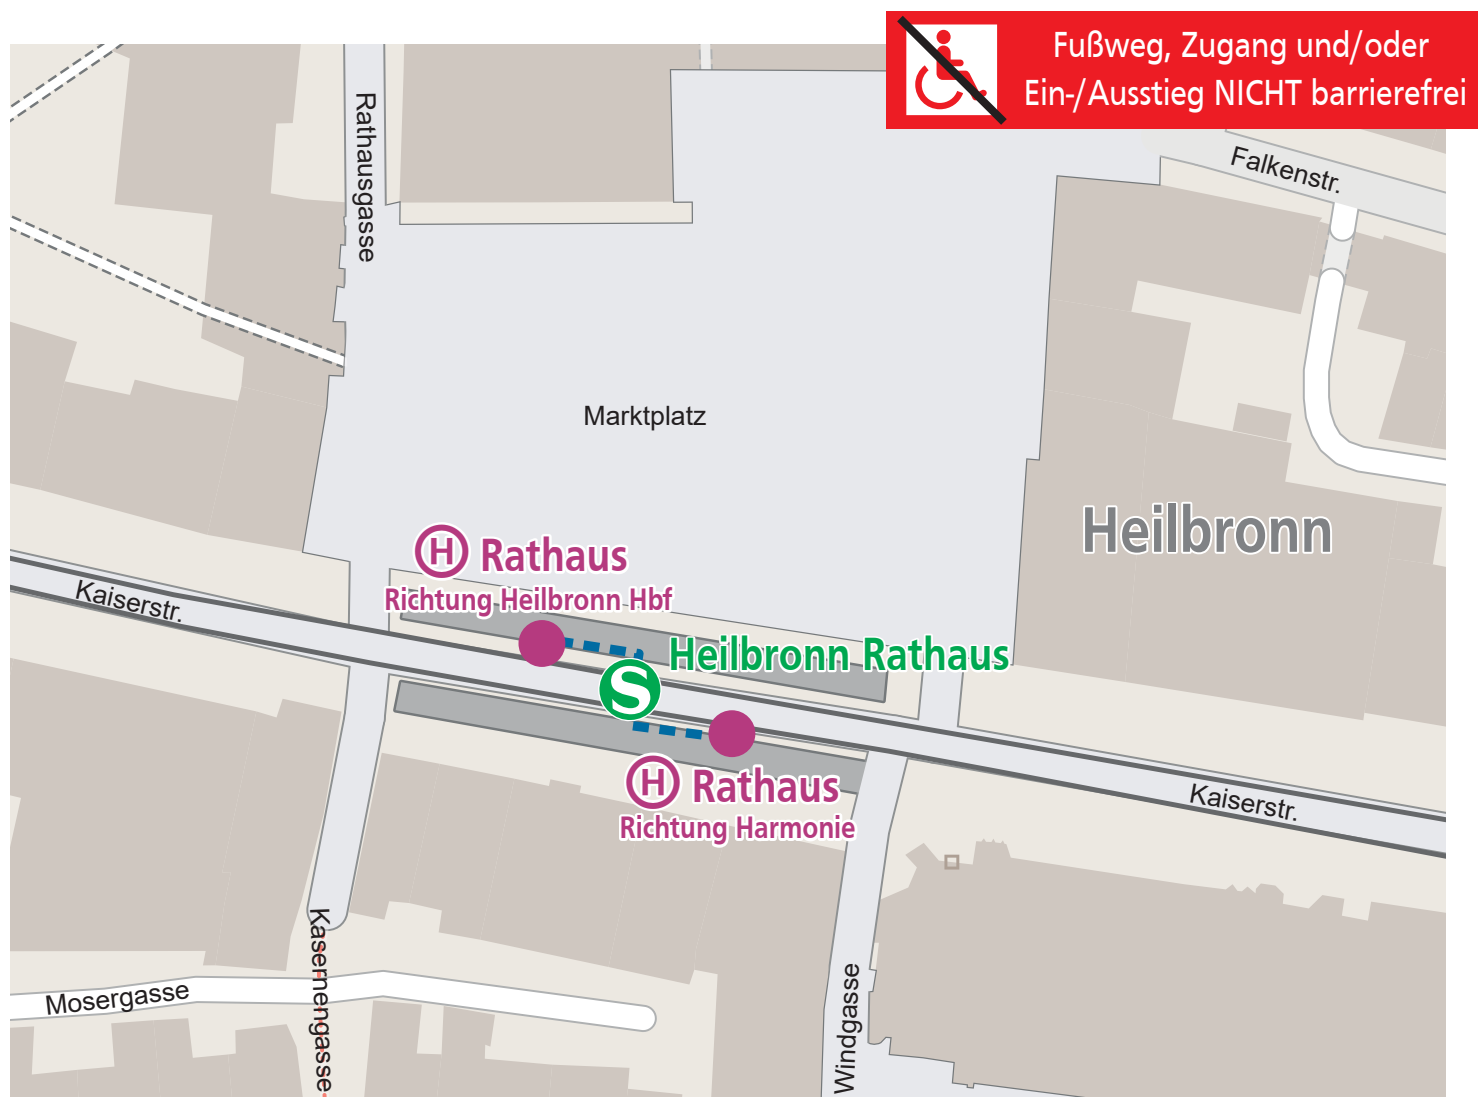 Fußweg, Zugang und/oder
Ein-/Ausstieg NICHT barrierefrei
Rathausgasse
Falkenstr.
Marktplatz
Heilbronn
H Rathaus
Richtung Heilbronn Hbf
Kaiserstr.
S Heilbronn Rathaus
H Rathaus
Richtung Harmonie
Kaiserstr.
Kasernengasse
Mosergasse
Windgasse